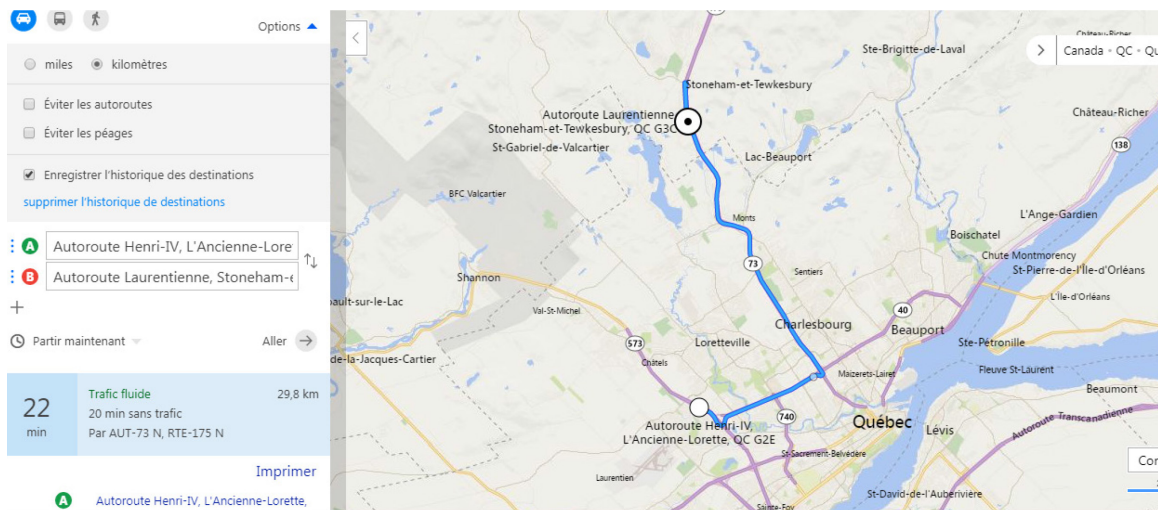 Options
miles
kilomètres
Éviter les autoroutes
Éviter les péages
Enregistrer l'historique des destinations
supprimer l'historique de destinations
A
Autoroute Henri-IV, L'Ancienne-Lore
B
Autoroute Laurentienne, Stoneham-e
Partir maintenant
Aller
22
min
Trafic fluide
29,8 km
20 min sans trafic
Par AUT-73 N, RTE-175 N
Imprimer
A
Autoroute Henri-IV, L'Ancienne-Lorette,
Ste-Brigitte-de-Laval
Château-Richer
Canada
QC
Qu
Stoneham-et-Tewkesbury
Autoroute Laurentienne,
Stoneham-et-Tewkesbury, QC G3C
Château-Richer
St-Gabriel-de-Valcartier
Lac-Beauport
138
BFC Valcartier
L'Ange-Gardien
Monts
Boischatel
Chute Montmorency
St-Pierre-de-l'Île-d'Orléans
73
Sentiers
Shannon
ault-sur-le-Lac
Val-St-Michel
40
L'Île-d'Orléans
Charlesbourg
Beauport
573
Loretteville
Ste-Pétronille
de-la-Jacques-Cartier
Châtels
Maizerets-Lairet
Fleuve St-Laurent
Beaumont
740
Autoroute Henri-IV,
L'Ancienne-Lorette, QC G2E
Québec
Lévis
Autoroute Transcanadienne
St-Sacrement-Belvédère
Laurentien
Con
St-David-de-l'Auberivière
Sainte-Foy